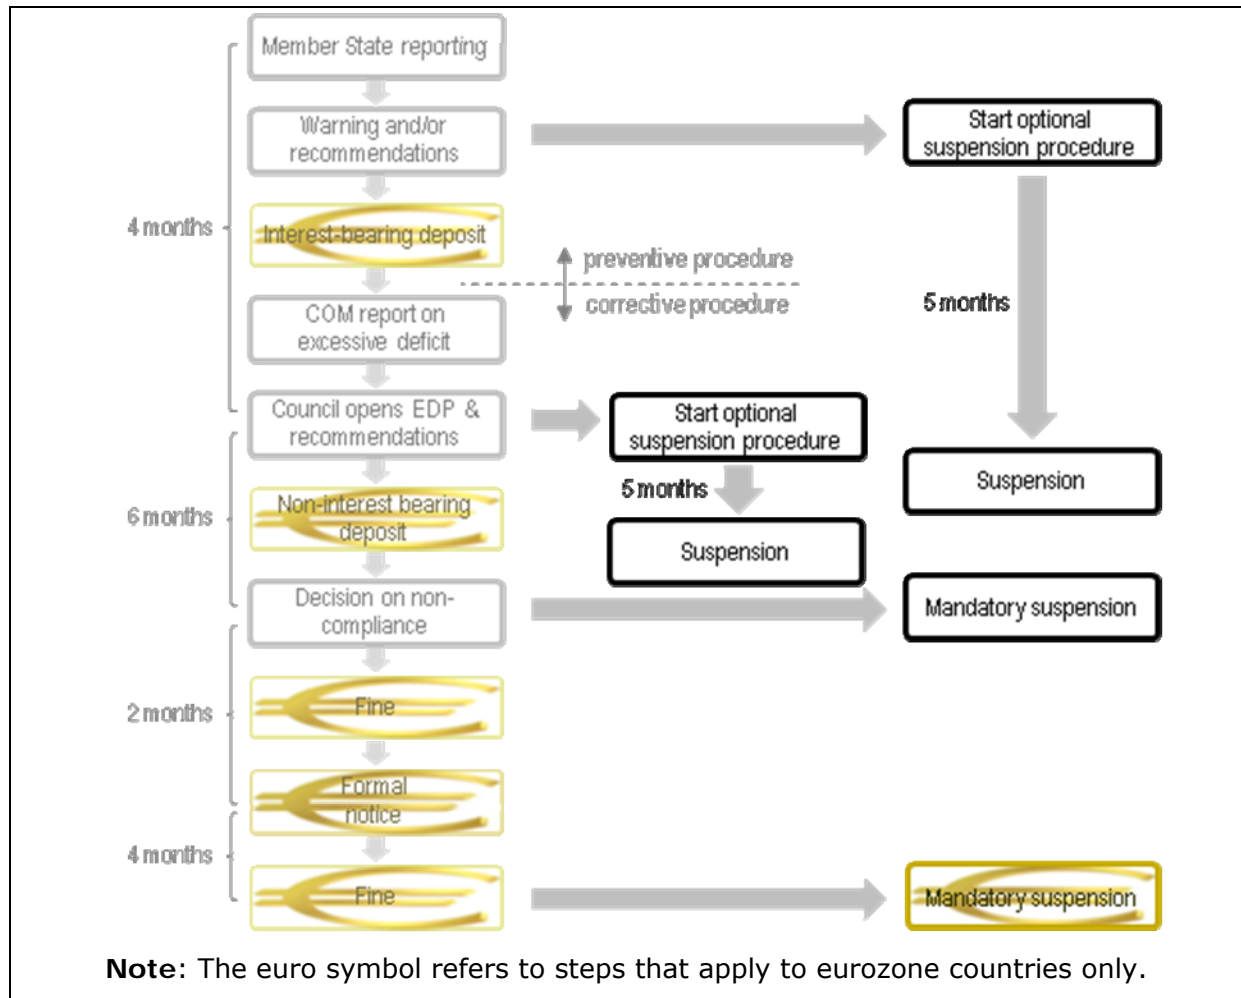 Member State reporting
Warning and/or
recommendations
Start optional
suspension procedure
4 months
Interest-bearing deposit
preventive procedure
corrective procedure
5 months
COM report on
excessive deficit
Council opens EDP &
recommendations
Start optional
suspension procedure
5 months
Suspension
6 months
Non-interest bearing
deposit
Suspension
Decision on non-
compliance
Mandatory suspension
2 months
Fine
Formal
notice
4 months
Fine
Mandatory suspension
Note: The euro symbol refers to steps that apply to eurozone countries only.